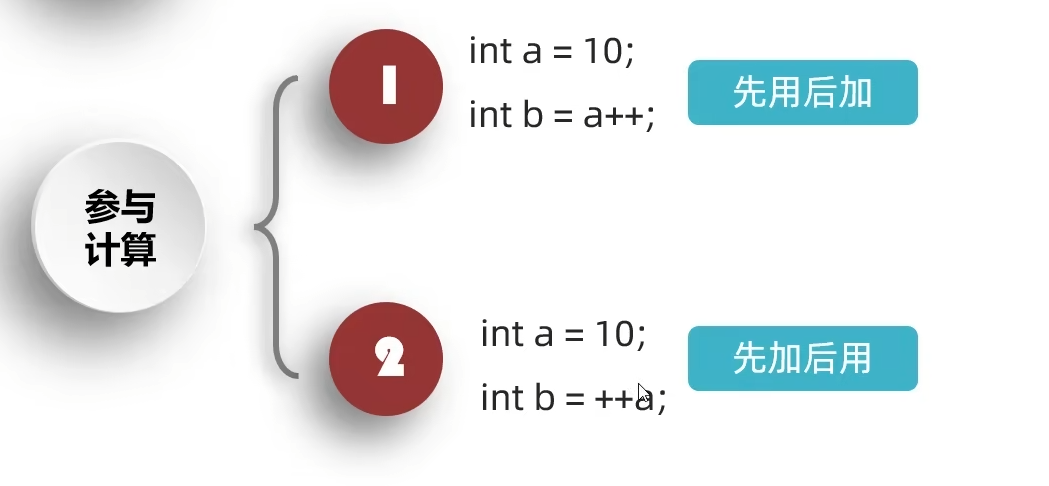 参与
计算
1
int a = 10;
int b = a++;
先用后加
2
int a = 10;
int b = ++a;
先加后用